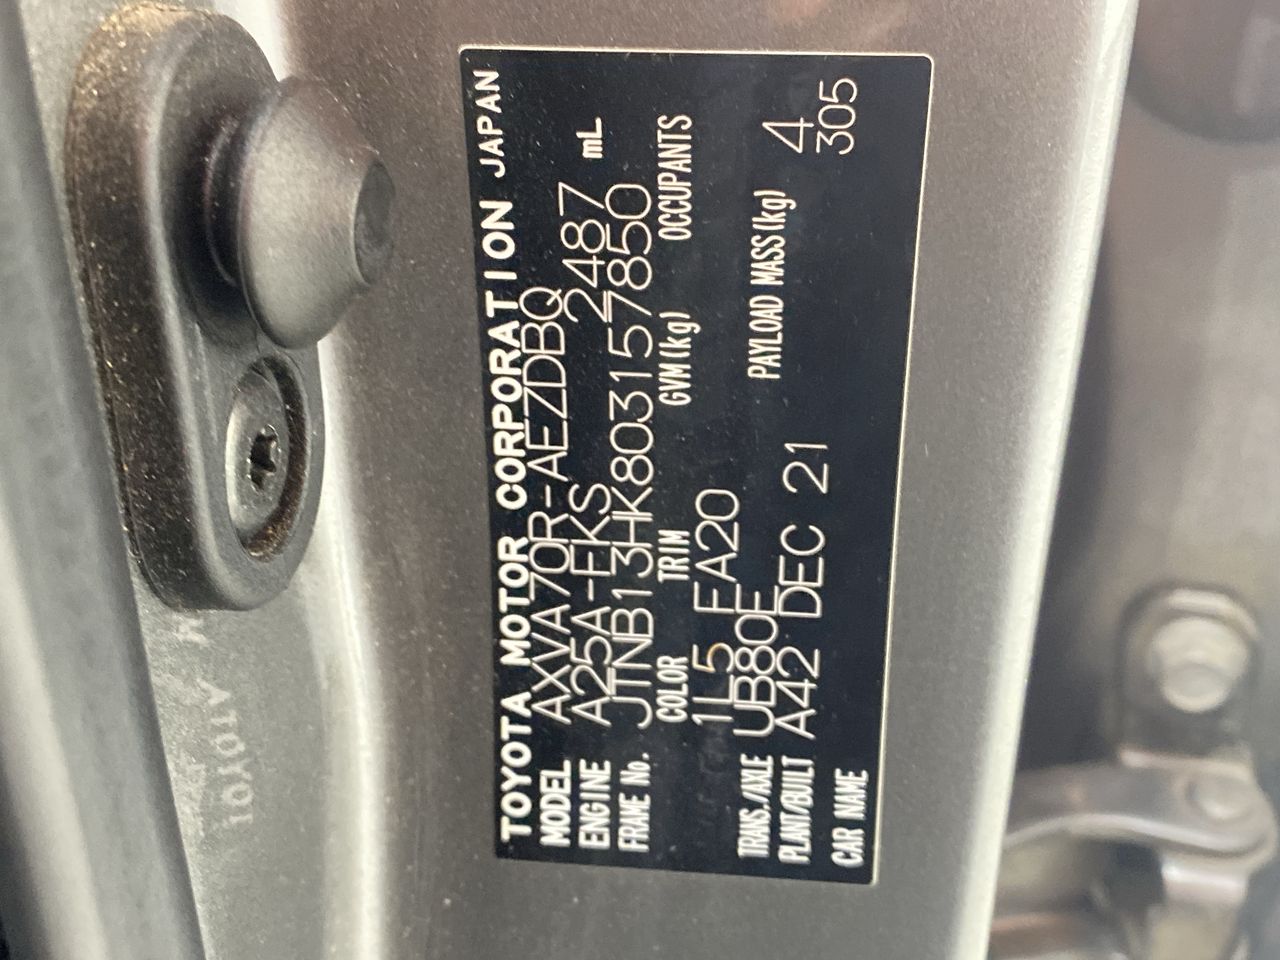 TOYOTA MOTOR CORPORATION JAPAN
MODEL AXVA70R-AEZDBQ
ENGINE A25A-FKS 2487 mL
FRAME No. JTNB13HK803157850
COLOR TRIM GVM(kg) OCCUPANTS
1L5 FA20 4
TRANS./AXLE UB80E PAYLOAD MASS(kg) 305
PLANT/BUILT A42 DEC 21
CAR NAME